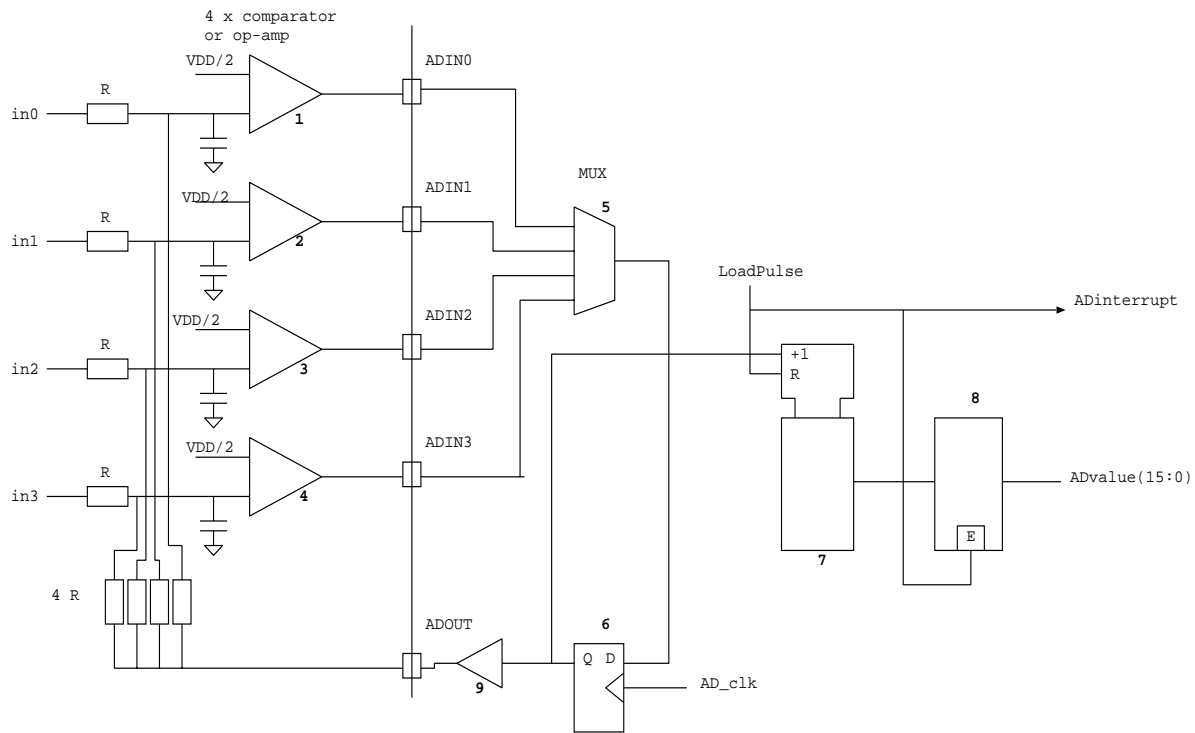 4 x comparator
or op-amp
VDD/2
ADIN0
R
in0
1
MUX
VDD/2
ADIN1
5
R
in1
2
LoadPulse
ADinterrupt
VDD/2
ADIN2
R
in2
3
+1
R
8
VDD/2
ADIN3
R
in3
4
ADvalue(15:0)
E
7
4 R
ADOUT
6
Q D
9
AD_clk